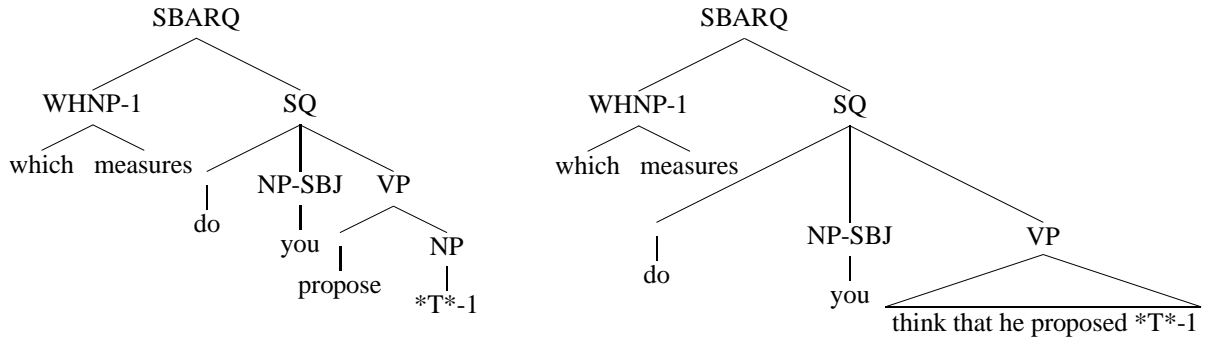 SBARQ
WHNP-1 SQ
which measures
NP-SBJ VP
do
you NP
propose
*T*-1
SBARQ
WHNP-1 SQ
which measures
NP-SBJ VP
do
you
think that he proposed *T*-1